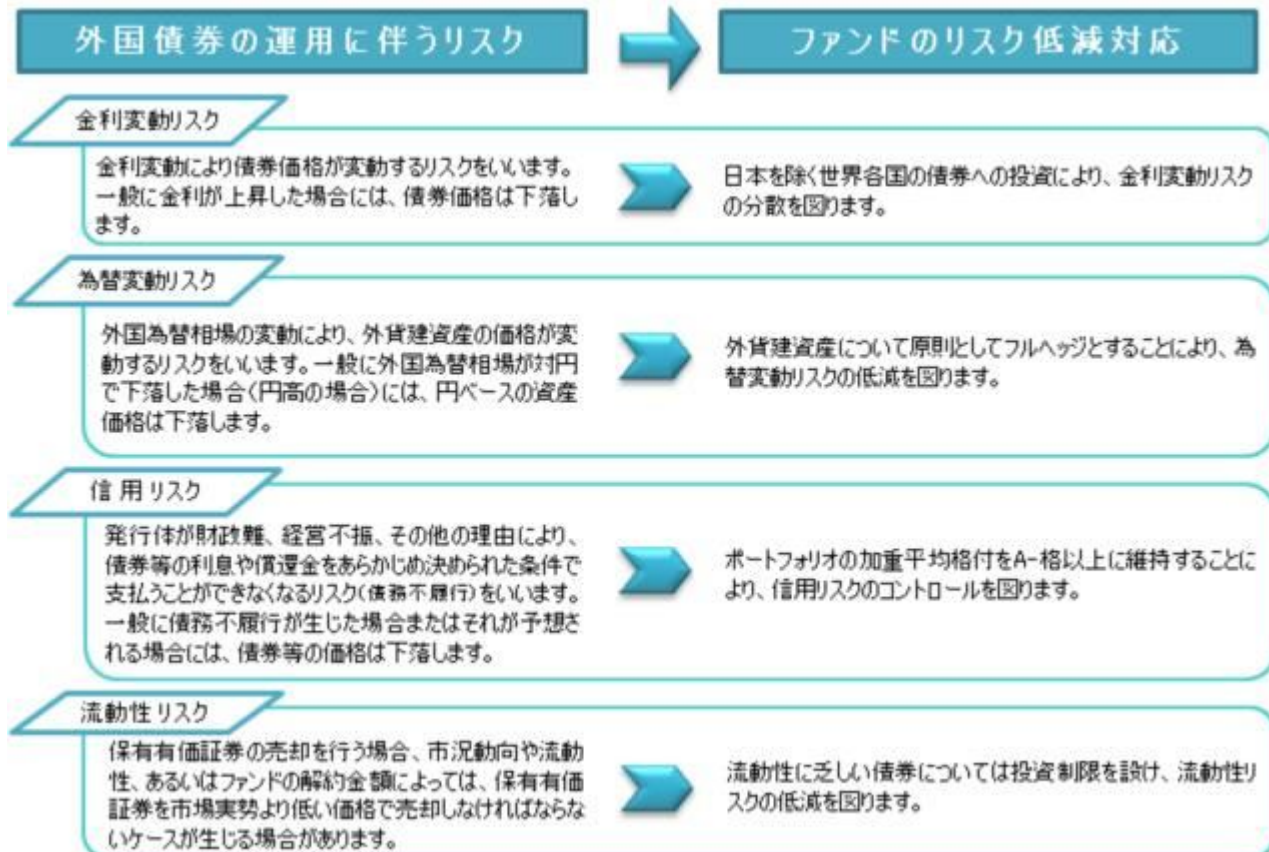 外国債券の運用に伴うリスク
ファンドのリスク低減対応
金利変動リスク
金利変動により債券価格が変動するリスクをいいます。
一般に金利が上昇した場合には、債券価格は下落し
ます。
日本を除く世界各国の債券への投資により、金利変動リスク
の分散を図ります。
為替変動リスク
外国為替相場の変動により、外貨建資産の価格が変
動するリスクをいいます。一般に外国為替相場が対円
で下落した場合(円高の場合)には、円ベースの資産
価格は下落します。
外貨建資産について原則としてフルヘッジとすることにより、為
替変動リスクの低減を図ります。
信用リスク
発行体が財政難、経営不振、その他の理由により、
債券等の利息や償還金をあらかじめ決められた条件で
支払うことができなくなるリスク(債務不履行)をいいます。
一般に債務不履行が生じた場合またはそれが予想さ
れる場合には、債券等の価格は下落します。
ポートフォリオの加重平均格付をA-格以上に維持することに
より、信用リスクのコントロールを図ります。
流動性リスク
保有有価証券の売却を行う場合、市況動向や流動
性、あるいはファンドの解約金額によっては、保有有価
証券を市場実勢より低い価格で売却しなければならな
いケースが生じる場合があります。
流動性に乏しい債券については投資制限を設け、流動性リ
スクの低減を図ります。